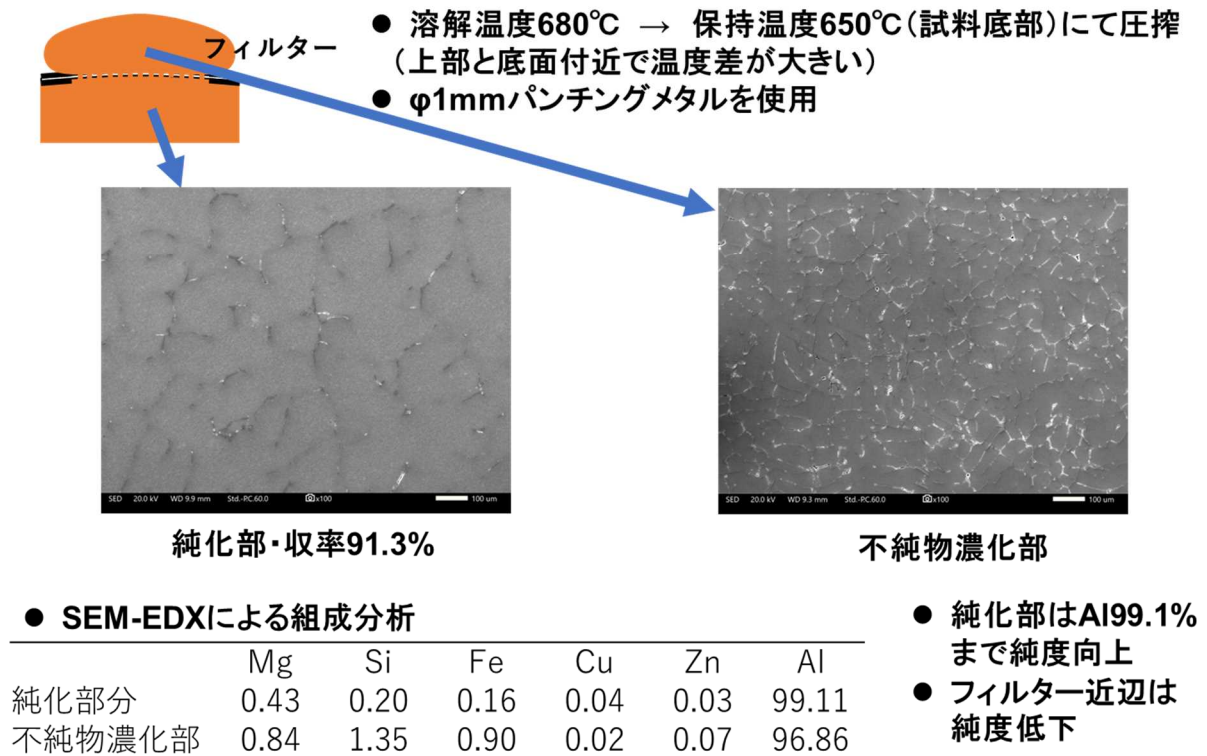 フィルター
● 溶解温度680℃ → 保持温度650℃(試料底部)にて圧搾
(上部と底面付近で温度差が大きい)
● φ1mmパンチングメタルを使用
SED 20.0 kV WD 9.9 mm Std.-P.C.60.0 x100 100 um
SED 20.0 kV WD 9.3 mm Std.-P.C.60.0 x100 100 um
純化部・収率91.3%
不純物濃化部
● SEM-EDXによる組成分析
Mg Si Fe Cu Zn Al
純化部分 0.43 0.20 0.16 0.04 0.03 99.11
不純物濃化部 0.84 1.35 0.90 0.02 0.07 96.86
● 純化部はAl99.1%
まで純度向上
● フィルター近辺は
純度低下